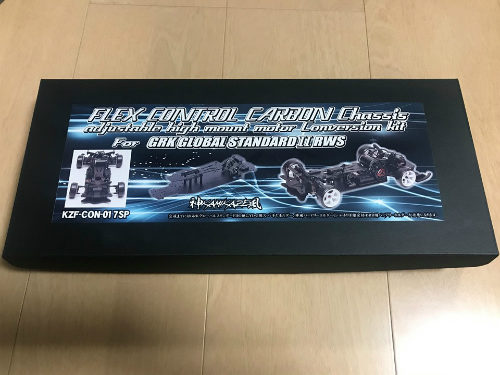 FLEX CONTROL CARBON Chassis
adjustable high mount motor Conversion kit
For GRK GLOBAL STANDARD II RWS
KZF-CON-017SP